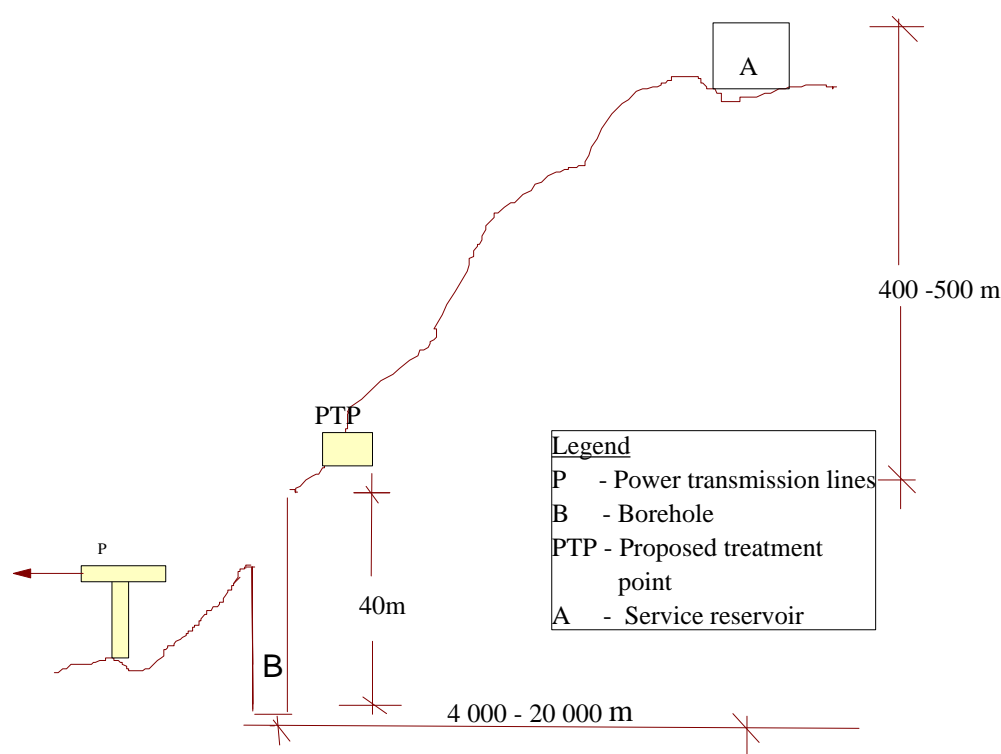 A
400 -500 m
PTP
Legend
P - Power transmission lines
B - Borehole
PTP - Proposed treatment
point
A - Service reservoir
P
40m
B
4 000 - 20 000 m